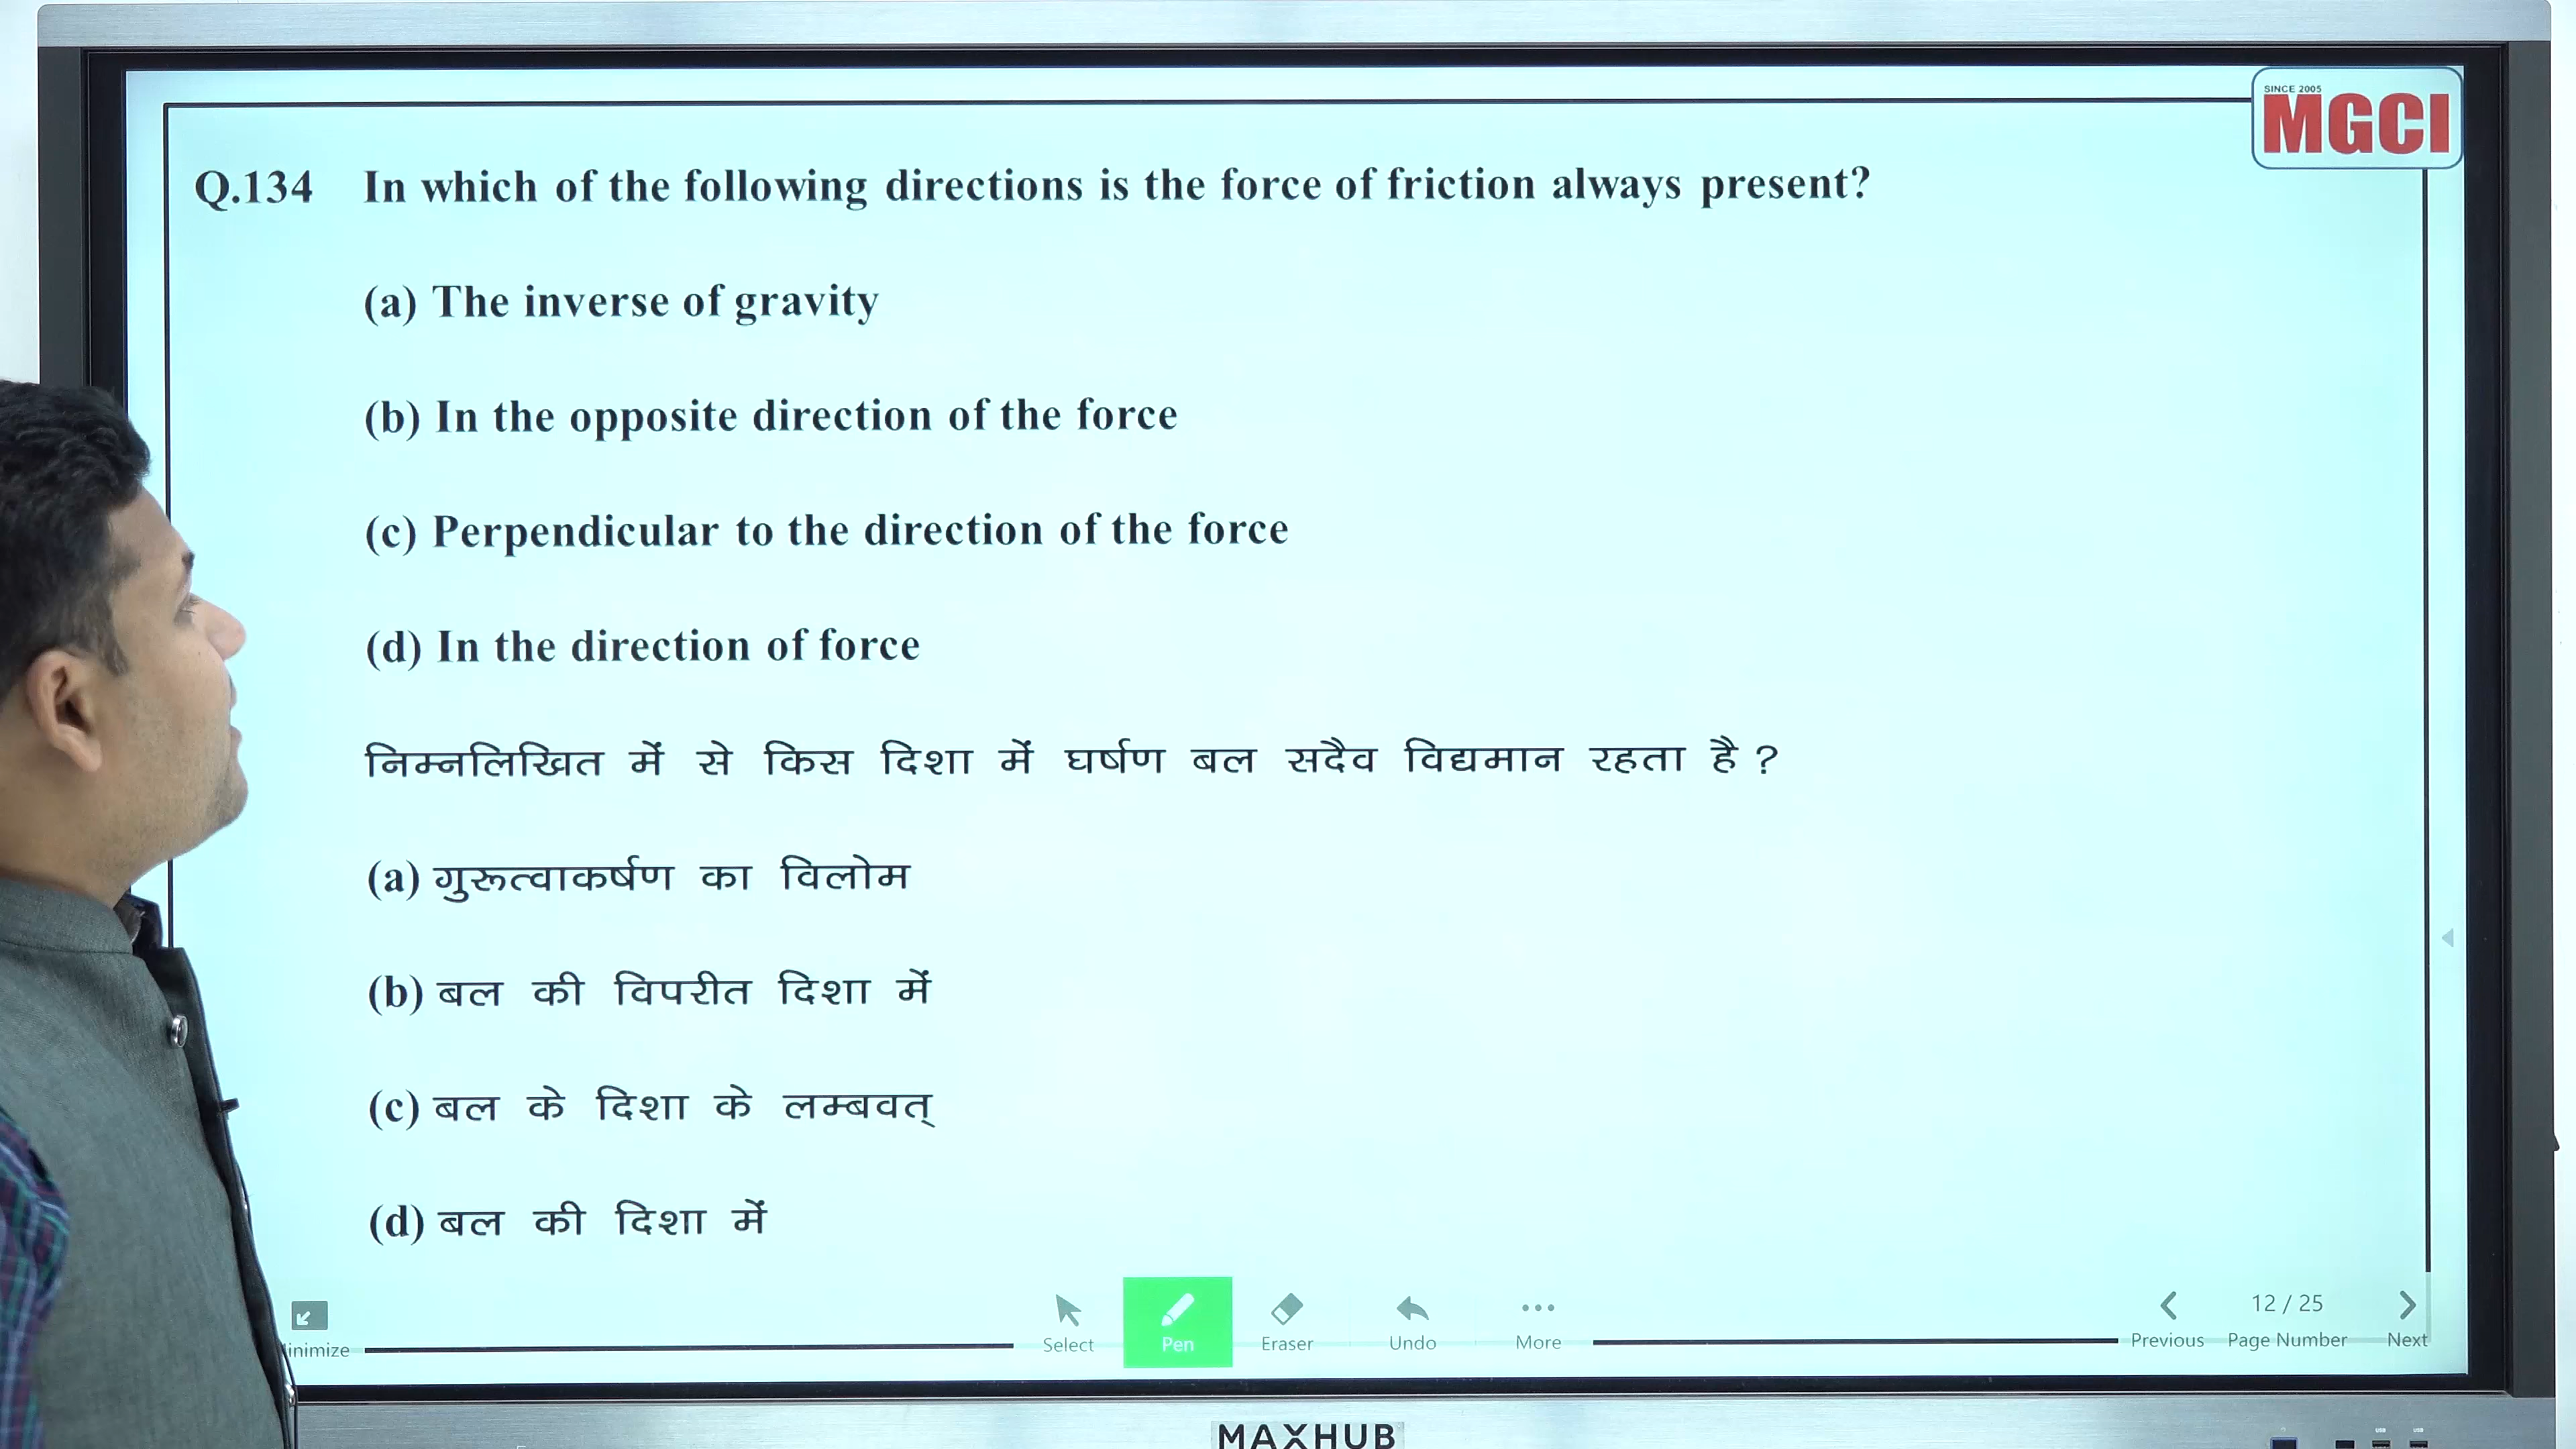 SINCE 2005
MGCI
Q.134 In which of the following directions is the force of friction always present?
(a) The inverse of gravity
(b) In the opposite direction of the force
(c) Perpendicular to the direction of the force
(d) In the direction of force
निम्नलिखित में से किस दिशा में घर्षण बल सदैव विद्यमान रहता है ?
(a) गुरूत्वाकर्षण का विलोम
(b) बल की विपरीत दिशा में
(c) बल के दिशा के लम्बवत्
(d) बल की दिशा में
inimize
Select Pen Eraser Undo More
12 / 25
Previous Page Number Next
MAXHUB